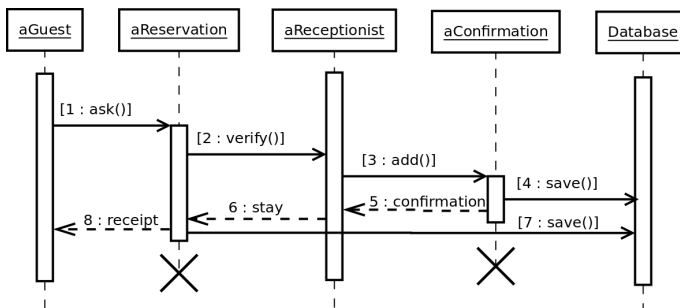 aGuest
aReservation
aReceptionist
aConfirmation
Database
[1 : ask()]
[2 : verify()]
[3 : add()]
[4 : save()]
5 : confirmation
6 : stay
8 : receipt
[7 : save()]